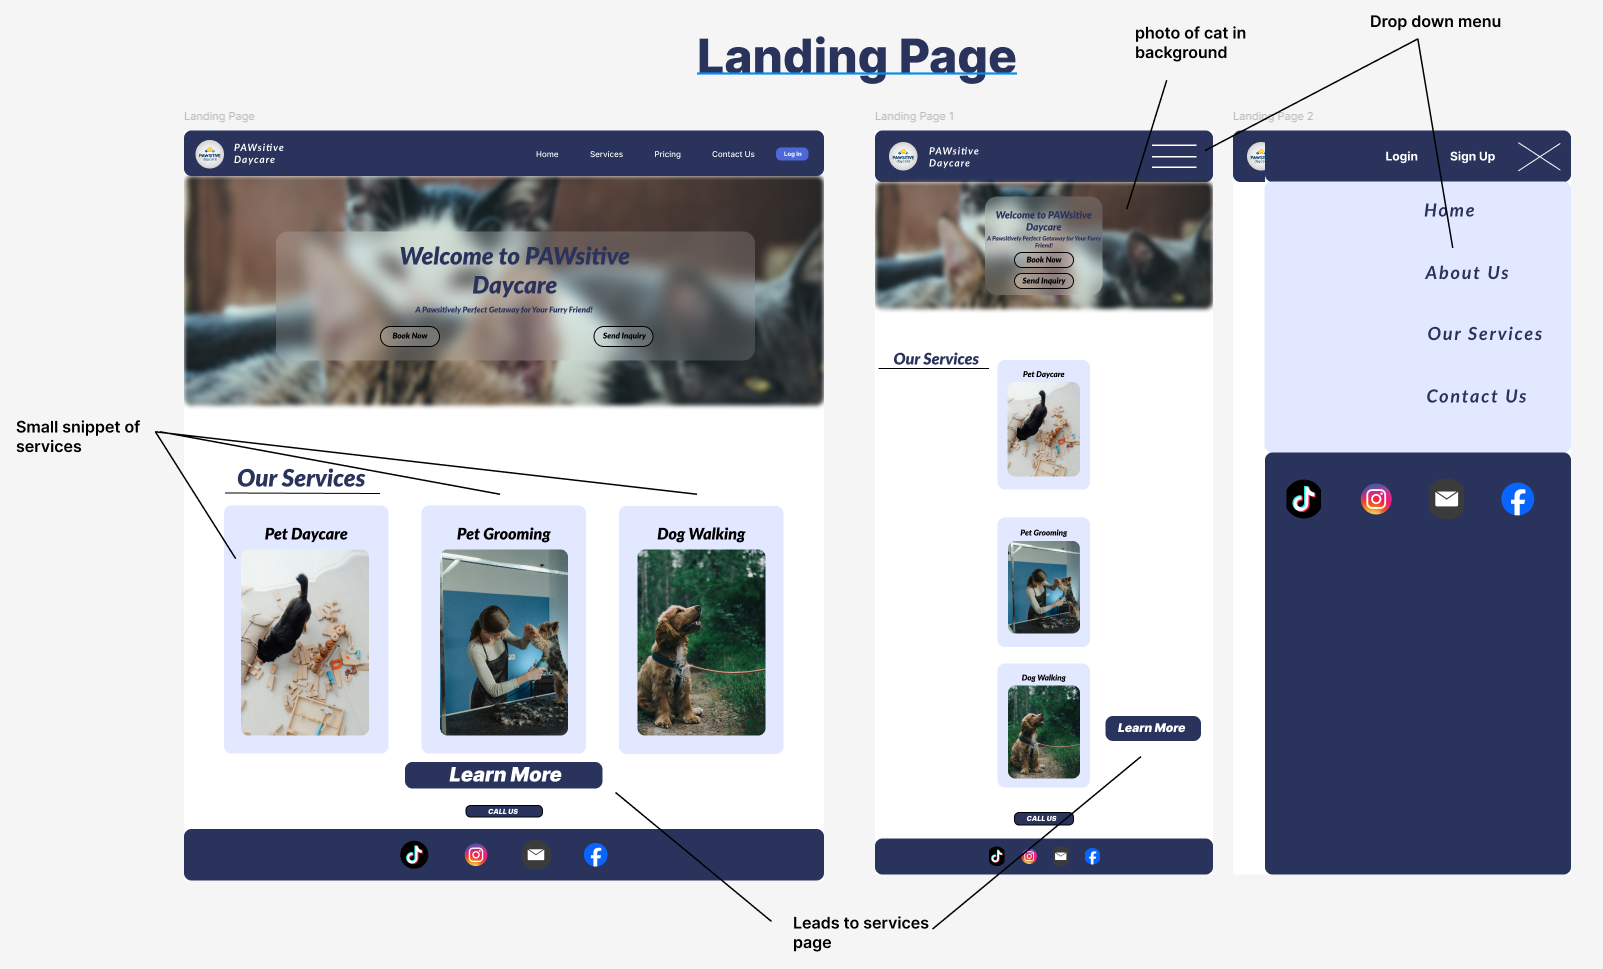 Landing Page
photo of cat in
background
Drop down menu
Landing Page
PAWSITIVE
daycare
PAWsitive
Daycare
Home
Services
Pricing
Contact Us
Log In
Welcome to PAWsitive
Daycare
A Pawsitively Perfect Getaway for Your Furry Friend!
Book Now
Send Inquiry
Small snippet of
services
Our Services
Pet Daycare
Pet Grooming
Dog Walking
Learn More
CALL US
Landing Page 1
PAWSITIVE
Daycare
PAWsitive
Daycare
Welcome to PAWsitive
Daycare
A Pawsitively Perfect Getaway for Your Furry
Friend!
Book Now
Send Inquiry
Our Services
Pet Daycare
Pet Grooming
Dog Walking
Learn More
CALL US
Landing Page 2
Login
Sign Up
Home
About Us
Our Services
Contact Us
Leads to services
page